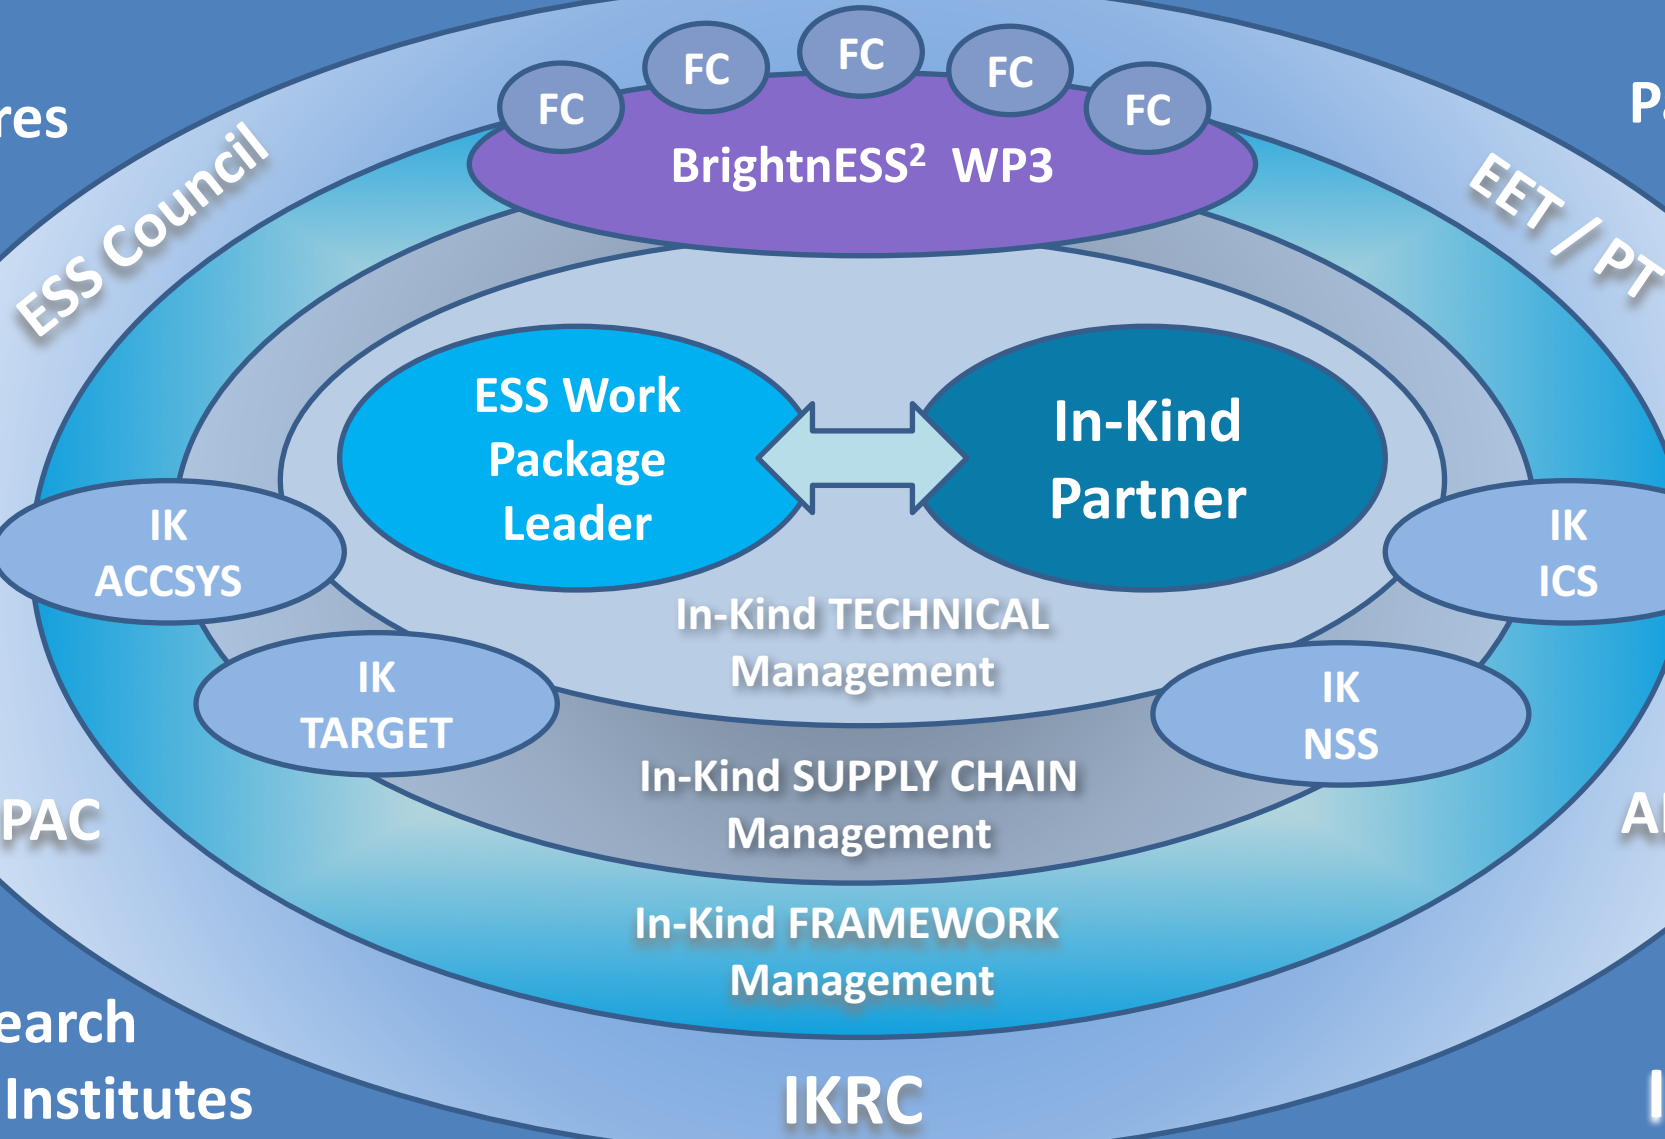 FC
FC
FC
FC
FC
res
Pa
BrightnESS² WP3
ESS Council
EET / PT
ESS Work
Package
Leader
In-Kind
Partner
IK
ACCSYS
IK
ICS
In-Kind TECHNICAL
Management
IK
TARGET
IK
NSS
In-Kind SUPPLY CHAIN
Management
PAC
In-Kind FRAMEWORK
Management
earch
Institutes
IKRC